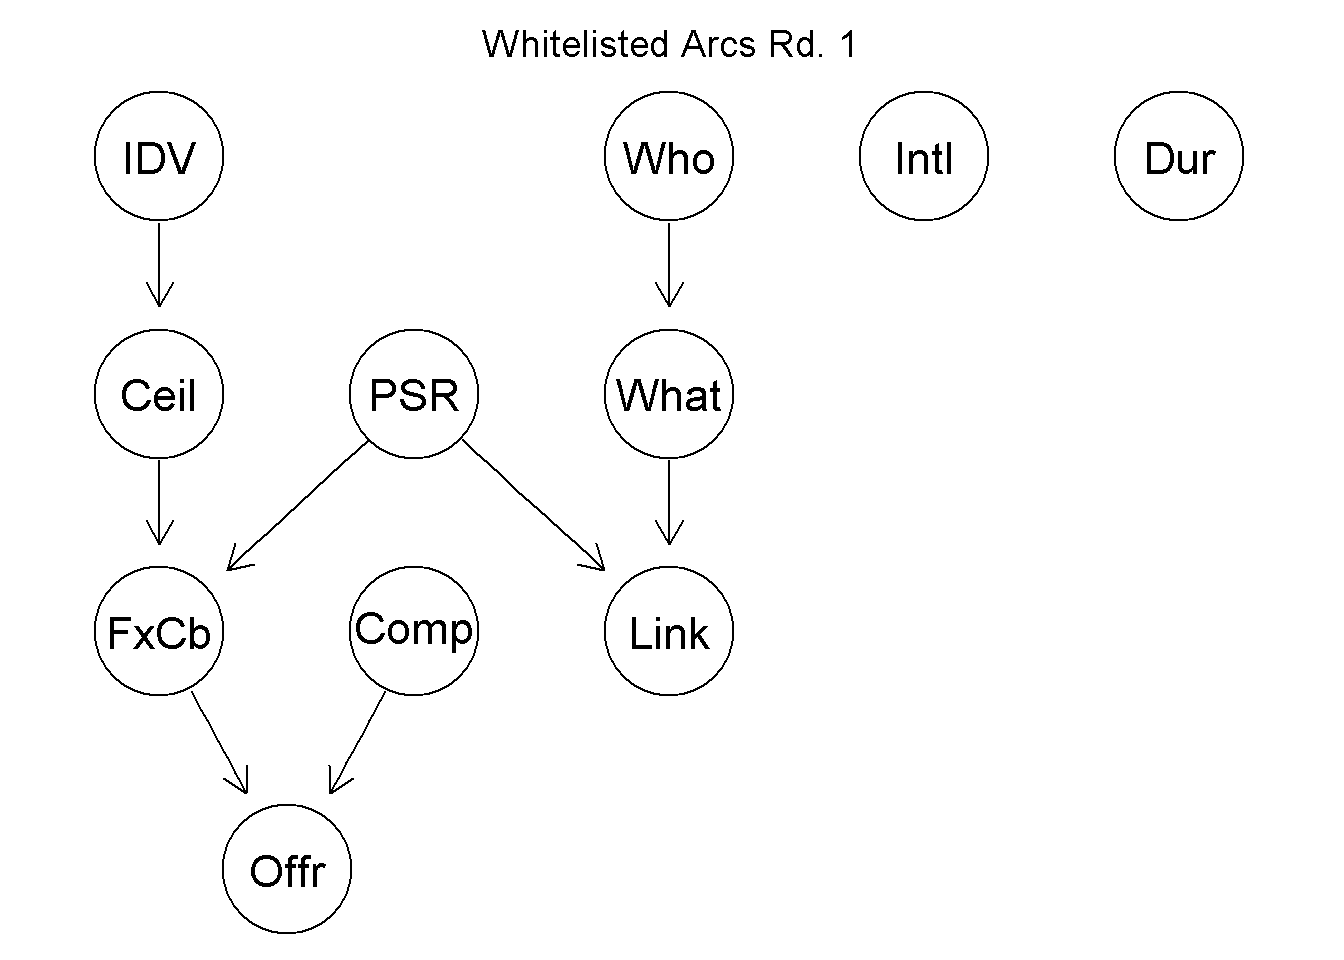 Whitelisted Arcs Rd. 1
IDV
Who
Intl
Dur
Ceil
PSR
What
FxCb
Comp
Link
Offr